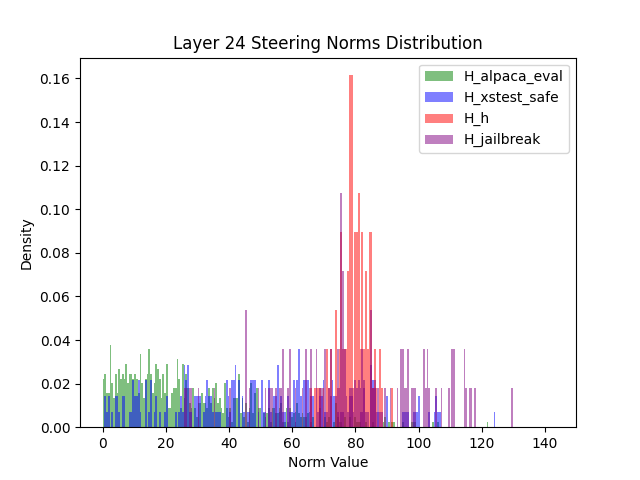 Layer 24 Steering Norms Distribution
H_alpaca_eval
H_xstest_safe
H_h
H_jailbreak
0.16
0.14
0.12
0.10
0.08
0.06
0.04
0.02
0.00
Density
0 20 40 60 80 100 120 140
Norm Value